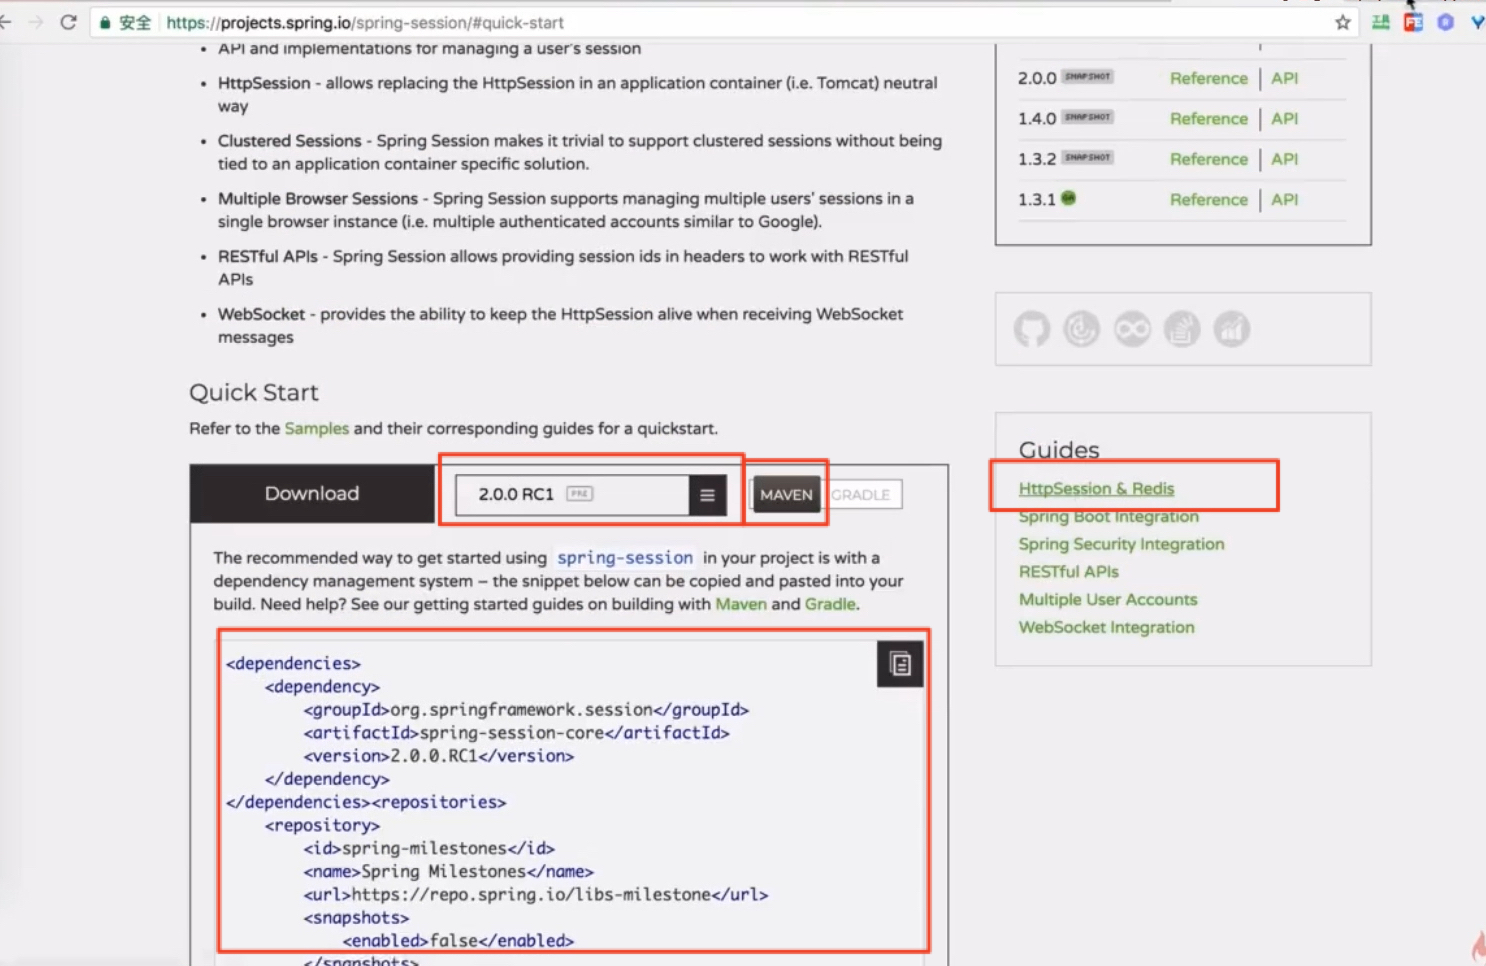 安全 https://projects.spring.io/spring-session/#quick-start
• API and implementations for managing a user's session
• HttpSession - allows replacing the HttpSession in an application container (i.e. Tomcat) neutral
way
• Clustered Sessions - Spring Session makes it trivial to support clustered sessions without being
tied to an application container specific solution.
• Multiple Browser Sessions - Spring Session supports managing multiple users' sessions in a
single browser instance (i.e. multiple authenticated accounts similar to Google).
• RESTful APIs - Spring Session allows providing session ids in headers to work with RESTful
APIs
• WebSocket - provides the ability to keep the HttpSession alive when receiving WebSocket
messages
Quick Start
Refer to the Samples and their corresponding guides for a quickstart.
Download 2.0.0 RC1 PRE MAVEN GRADLE
The recommended way to get started using spring-session in your project is with a
dependency management system – the snippet below can be copied and pasted into your
build. Need help? See our getting started guides on building with Maven and Gradle.
<dependencies>
<dependency>
<groupId>org.springframework.session</groupId>
<artifactId>spring-session-core</artifactId>
<version>2.0.0.RC1</version>
</dependency>
</dependencies><repositories>
<repository>
<id>spring-milestones</id>
<name>Spring Milestones</name>
<url>https://repo.spring.io/libs-milestone</url>
<snapshots>
<enabled>false</enabled>
</snapshots>
2.0.0 SNAPSHOT Reference | API
1.4.0 SNAPSHOT Reference | API
1.3.2 SNAPSHOT Reference | API
1.3.1 Reference | API
Guides
HttpSession & Redis
Spring Boot Integration
Spring Security Integration
RESTful APIs
Multiple User Accounts
WebSocket Integration